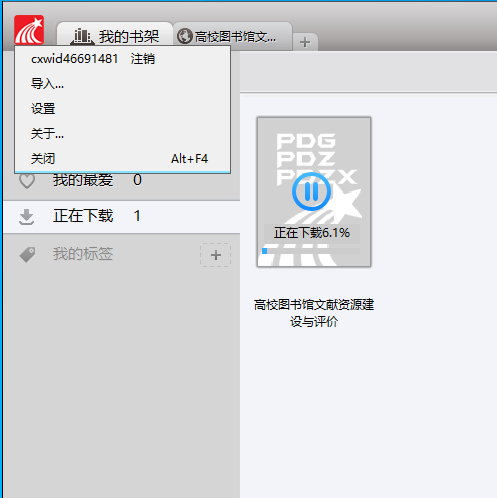 我的书架
高校图书馆文...
cxwid46691481 注销
导入...
设置
关于...
关闭 Alt+F4
我的最爱 0
正在下载 1
我的标签
PDG
PDZ
PDZX
正在下载6.1%
高校图书馆文献资源建
设与评价